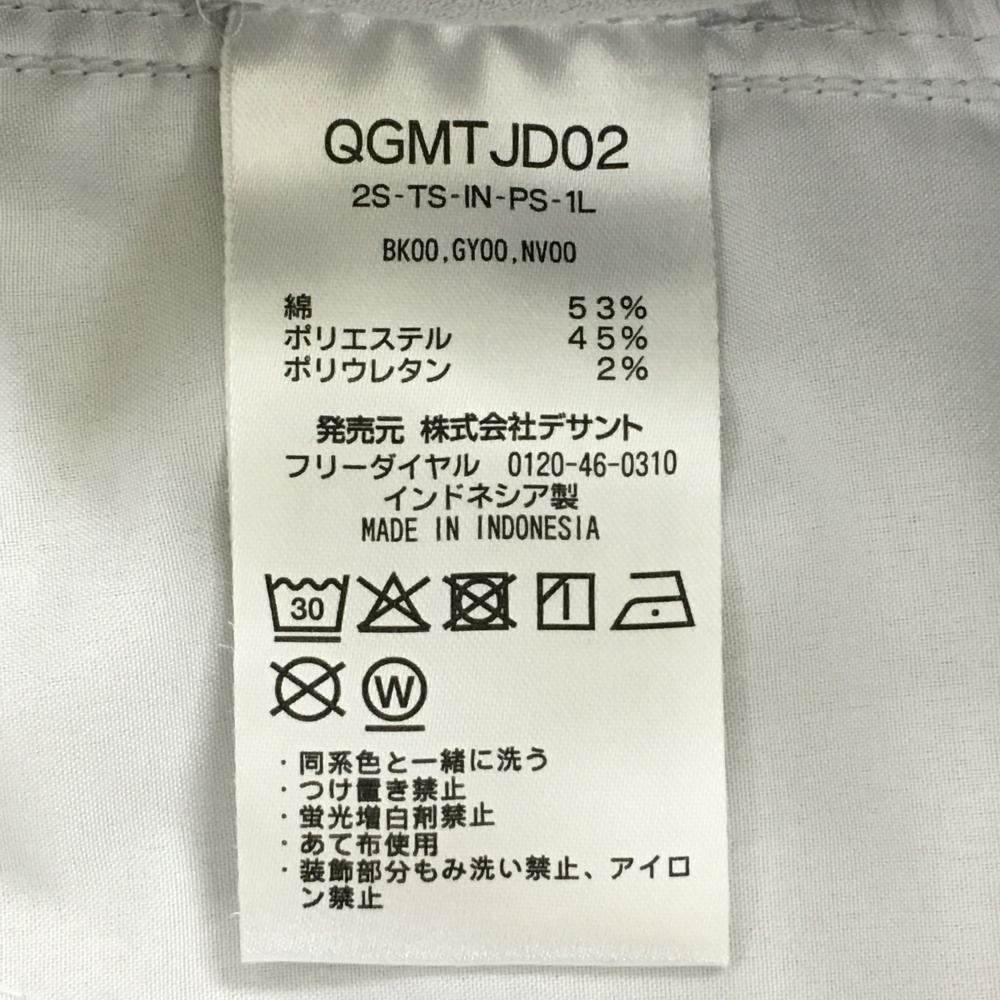 QGMTJD02
2S-TS-IN-PS-1L
BK00,GY00,NV00
綿 53%
ポリエステル 45%
ポリウレタン 2%
発売元 株式会社デサント
フリーダイヤル 0120-46-0310
インドネシア製
MADE IN INDONESIA
30
W
・同系色と一緒に洗う
・つけ置き禁止
・蛍光増白剤禁止
・あて布使用
・装飾部分もみ洗い禁止、アイロ
ン禁止